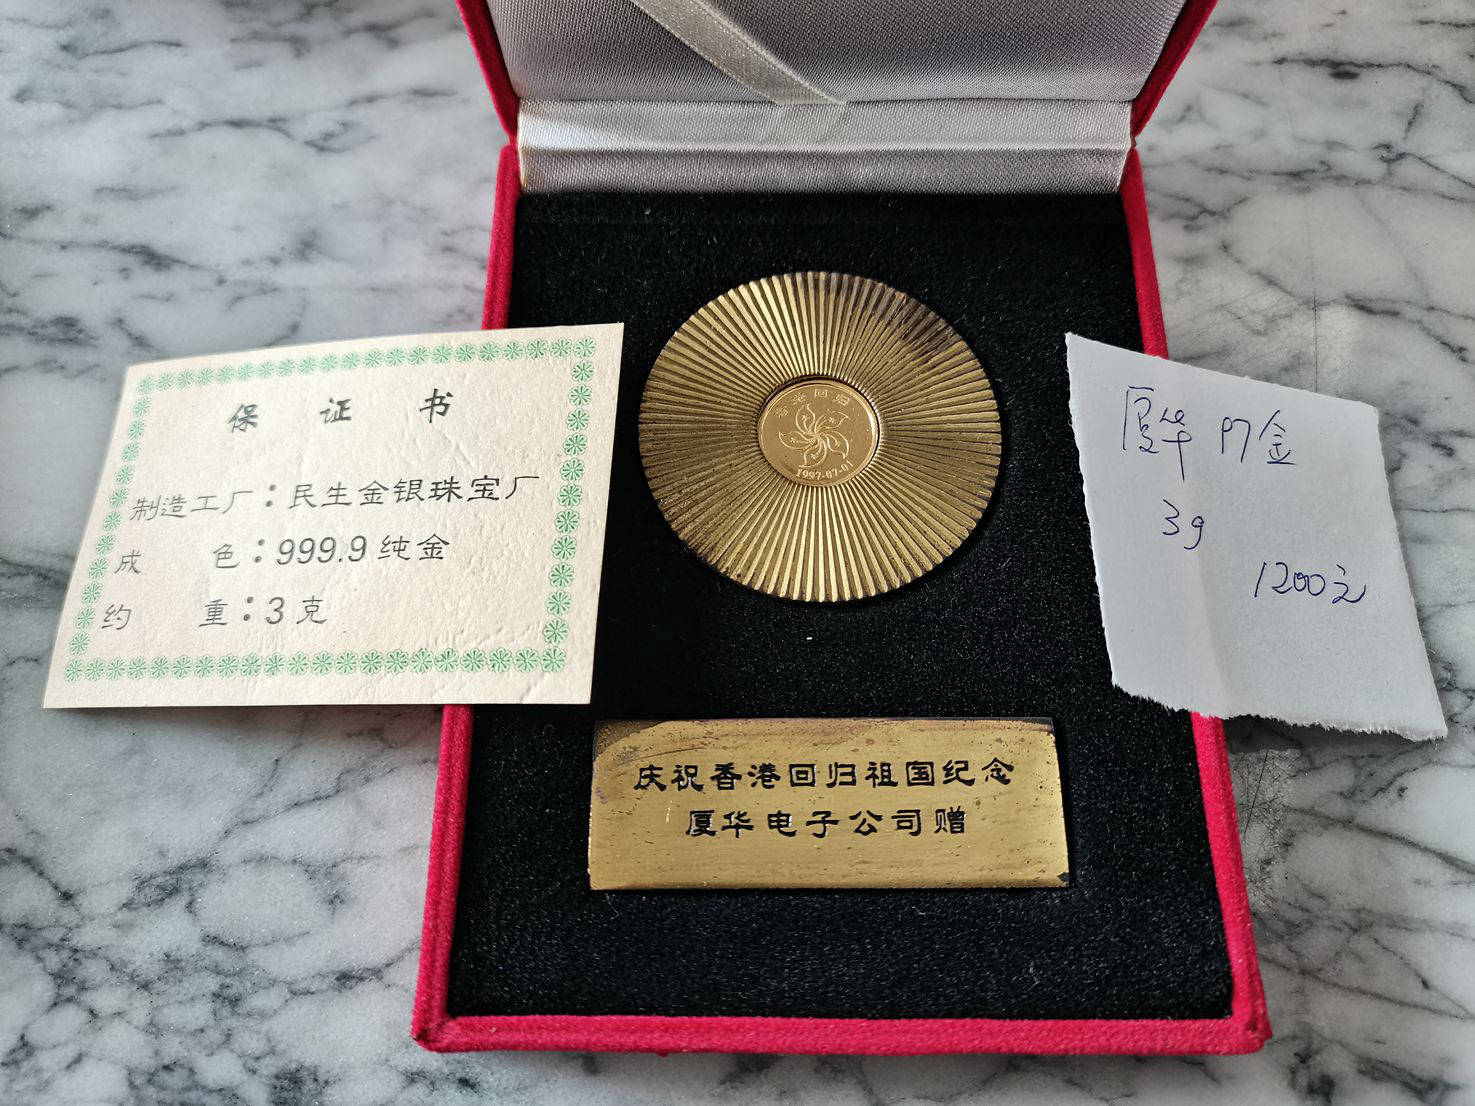 保 证 书
制造工厂：民生金银珠宝厂
成 色：999.9 纯金
约 重：3 克
香港回归
1997·07·01
庆祝香港回归祖国纪念
厦华电子公司赠
厦华 97金
3g
1200元